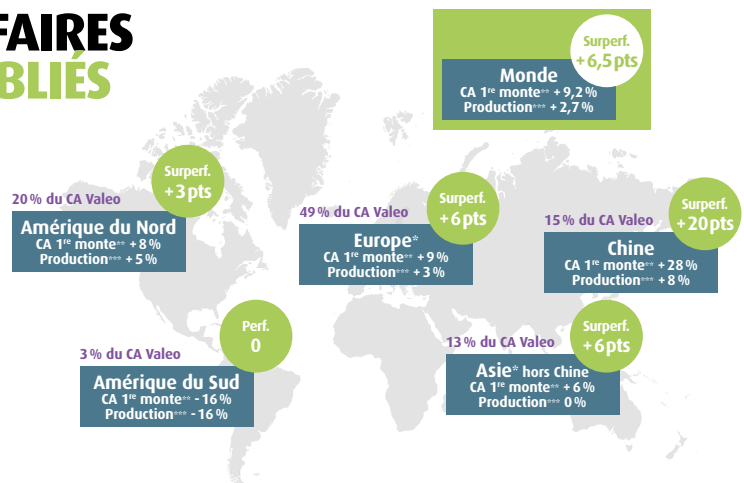 FAIRES
BLIÉS
Surperf.
+6,5 pts
Monde
CA 1re monte** + 9,2 %
Production*** + 2,7 %
Surperf.
+3 pts
20 % du CA Valeo
Amérique du Nord
CA 1re monte** + 8 %
Production*** + 5 %
Surperf.
+6 pts
49 % du CA Valeo
Europe*
CA 1re monte** + 9 %
Production*** + 3 %
Surperf.
+20 pts
15 % du CA Valeo
Chine
CA 1re monte** + 28 %
Production*** + 8 %
Perf.
0
3 % du CA Valeo
Amérique du Sud
CA 1re monte** - 16 %
Production*** - 16 %
Surperf.
+6 pts
13 % du CA Valeo
Asie* hors Chine
CA 1re monte** + 6 %
Production*** 0 %